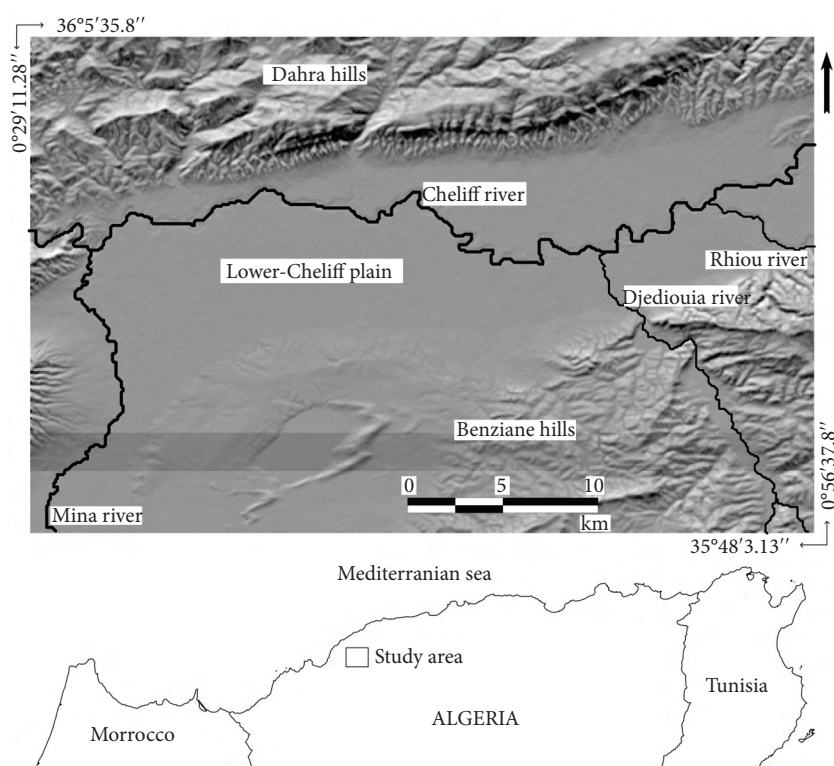 36°5′35.8′′
0°29′11.28′′
Dahra hills
Cheliff river
Rhiou river
Lower-Cheliff plain
Djediouia river
Benziane hills
0 5 10
km
Mina river
0°56′37.8′′
35°48′3.13′′
Mediterranian sea
Study area
Tunisia
ALGERIA
Morrocco